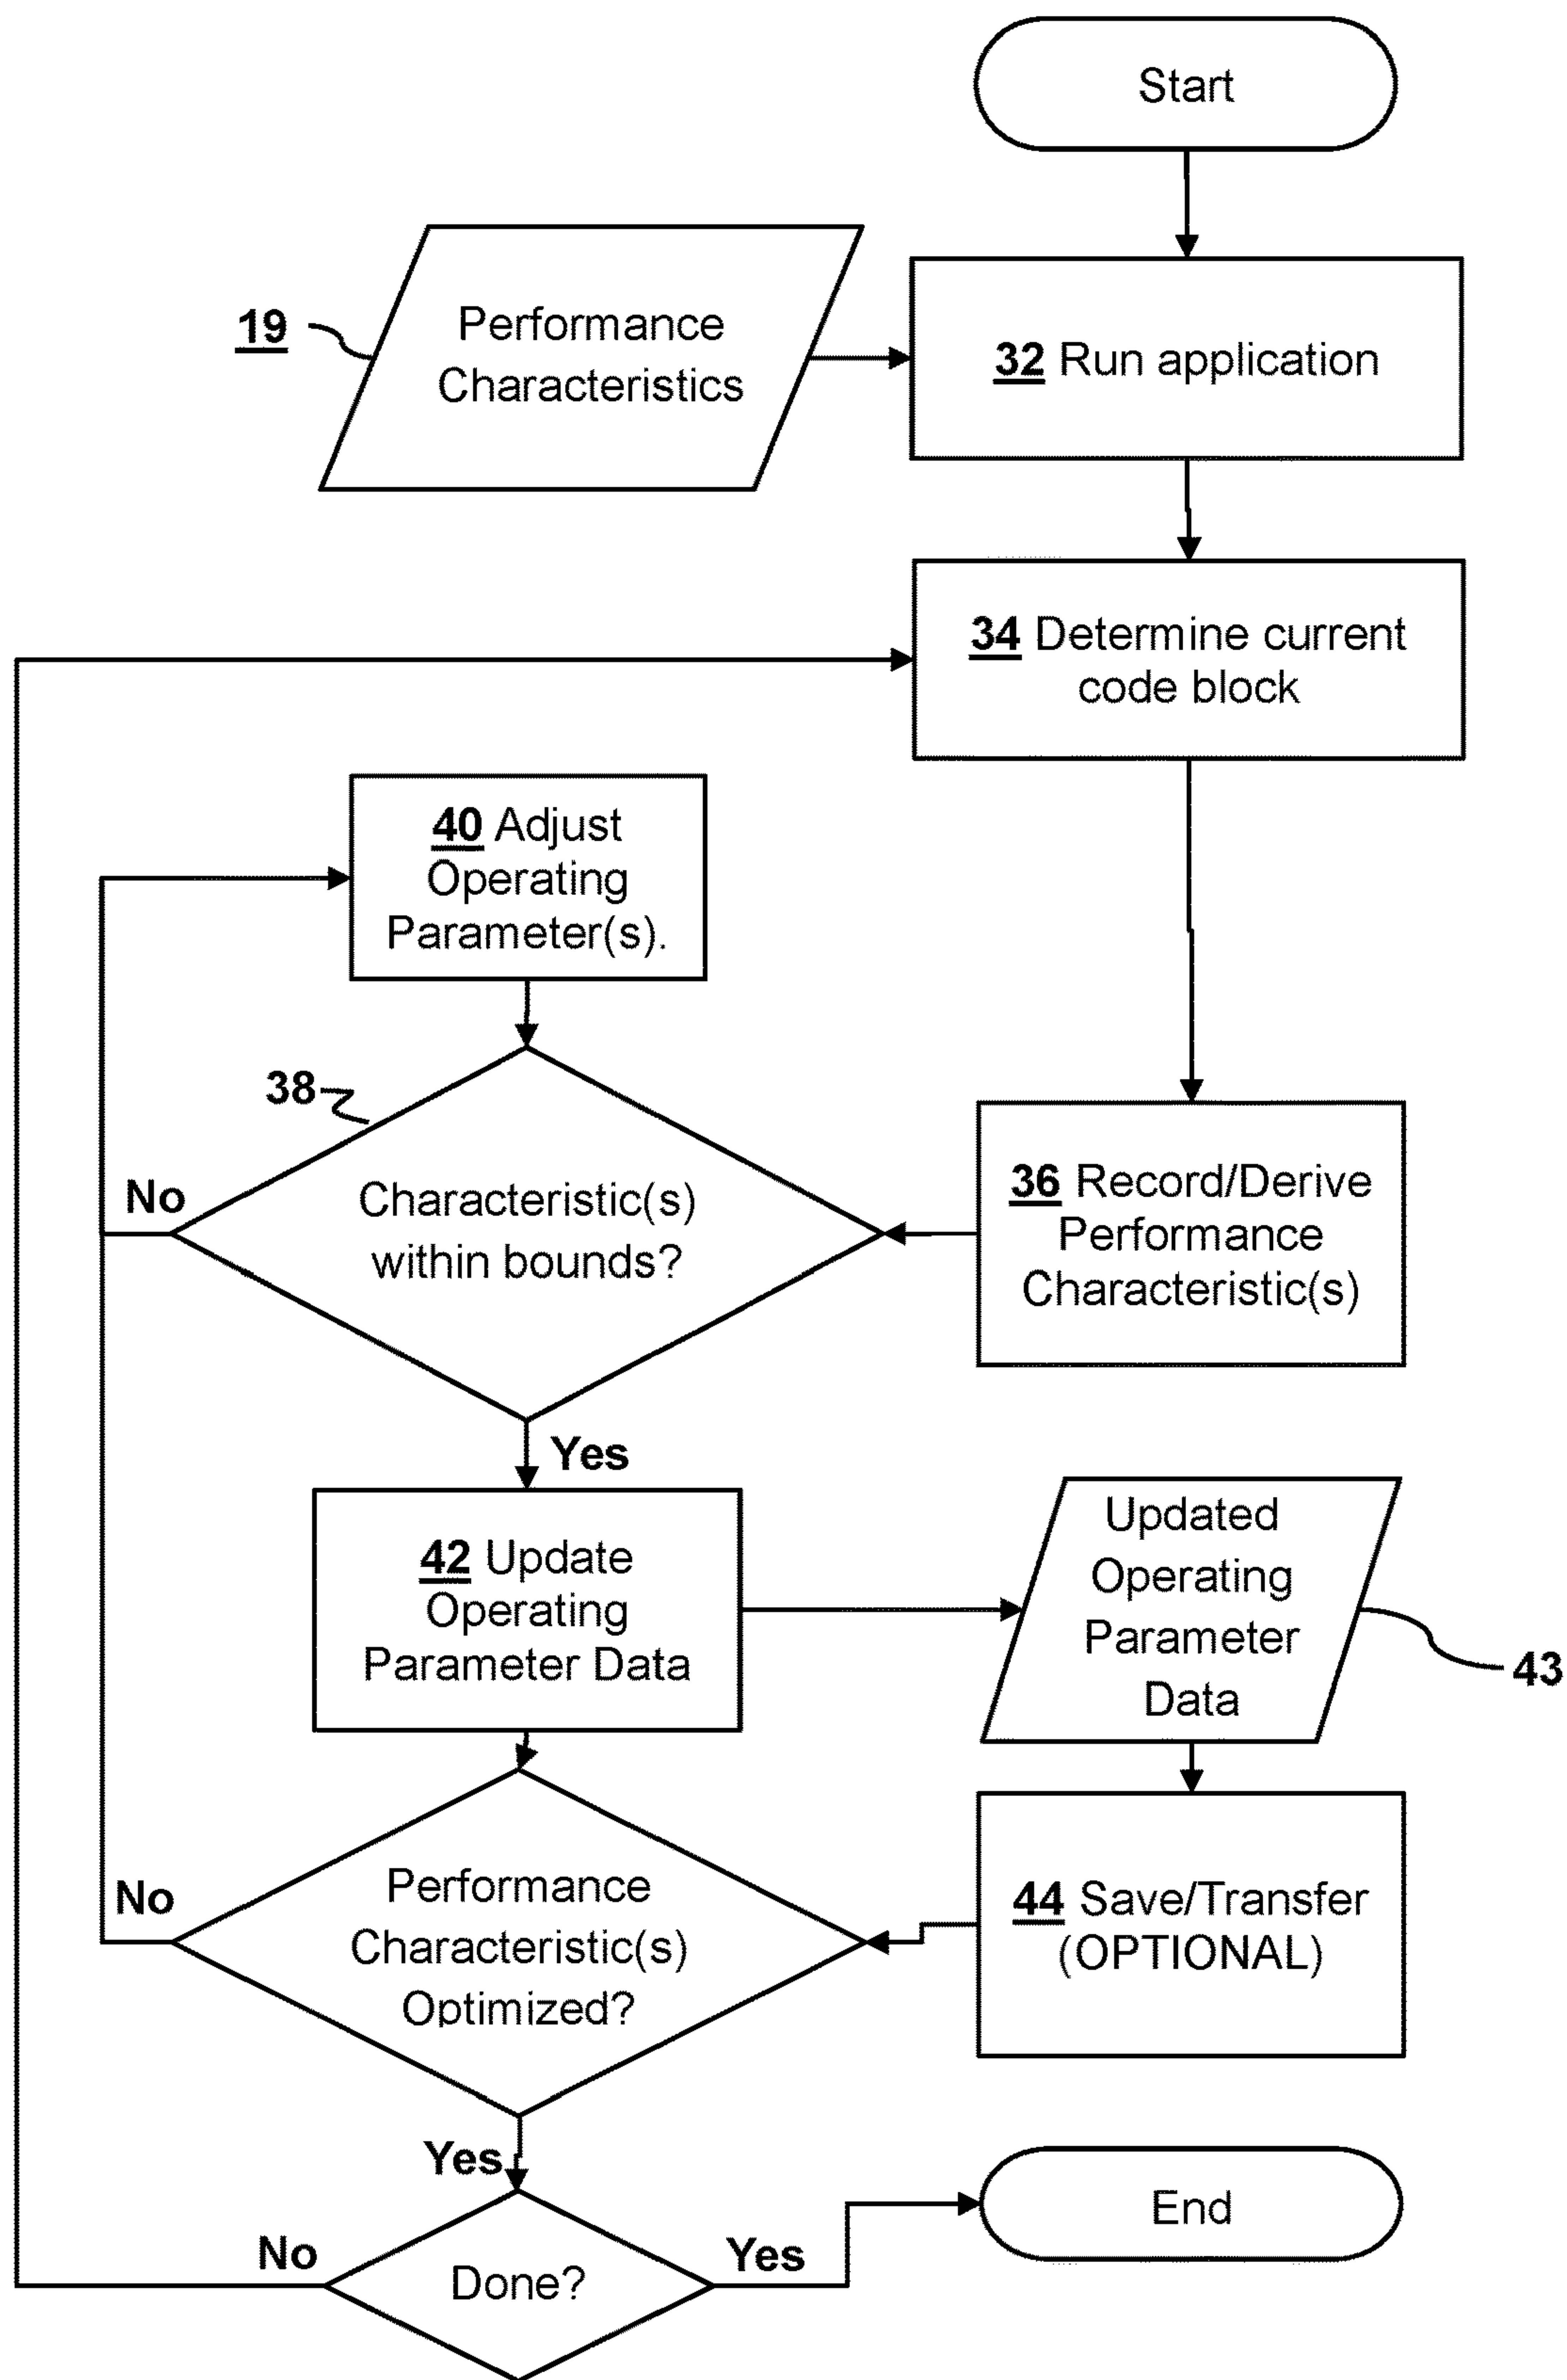 Start
19
Performance
Characteristics
32 Run application
34 Determine current
code block
40 Adjust
Operating
Parameter(s).
38
No
Characteristic(s)
within bounds?
36 Record/Derive
Performance
Characteristic(s)
Yes
42 Update
Operating
Parameter Data
Updated
Operating
Parameter
Data
43
No
Performance
Characteristic(s)
Optimized?
44 Save/Transfer
(OPTIONAL)
Yes
No
Done?
Yes
End